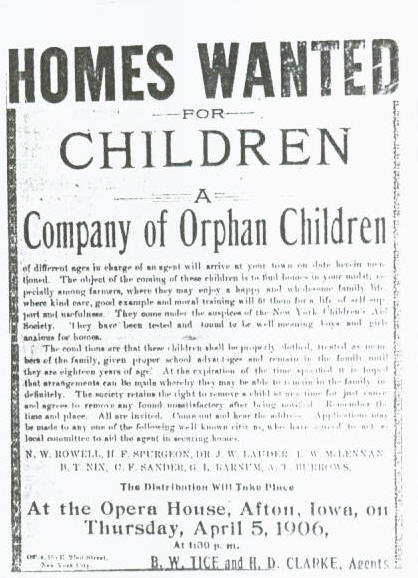 HOMES WANTED
FOR
CHILDREN
A
Company of Orphan Children
of different ages in charge of an agent will arrive at your town on date herein men-
tioned. The object of the coming of these children is to find homes in your midst, es-
pecially among farmers, where they may enjoy a happy and wholesome family life,
where kind care, good example and moral training will fit them for a life of self-sup-
port and usefulness. They come under the auspices of the New York Children's Aid
Society. They have been tested and found to be well meaning boys and girls
anxious for homes.
The conditions are that these children shall be properly clothed, treated as mem-
bers of the family, given proper school advantages and remain in the family until
they are eighteen years of age. At the expiration of the time specified it is hoped
that arrangements can be made whereby they may be able to remain in the family in-
definitely. The society retains the right to remove a child at any time for just cause
and agrees to remove any found unsatisfactory after being notified. Remember the
time and place. All are invited. Come out and hear the address. Applications may
be made to any one of the following well known citizens, who have agreed to act as
local committee to aid the agent in securing homes.
N. W. ROWELL, H. F. SPURGEON, DR J. W. LAUDER, L. W. McLENNAN
B. T. NIX, C. F. SANDER, G. L. BARNUM, A. T. BURROWS,
The Distribution Will Take Place
At the Opera House, Afton, Iowa, on
Thursday, April 5, 1906,
At 1:30 p. m.
22nd Street,
New York City.
B. W. TICE and H. D. CLARKE, Agents